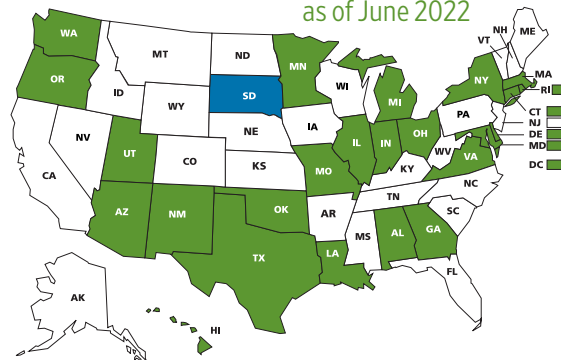 as of June 2022
WA
MT
ND
MN
VT
NH
ME
OR
ID
SD
WI
MI
NY
MA
RI
WY
CT
NJ
DE
MD
DC
NV
UT
CO
NE
IA
IL
IN
OH
PA
WV
VA
CA
KS
MO
KY
NC
TN
AZ
NM
OK
AR
SC
TX
LA
MS
AL
GA
FL
AK
HI